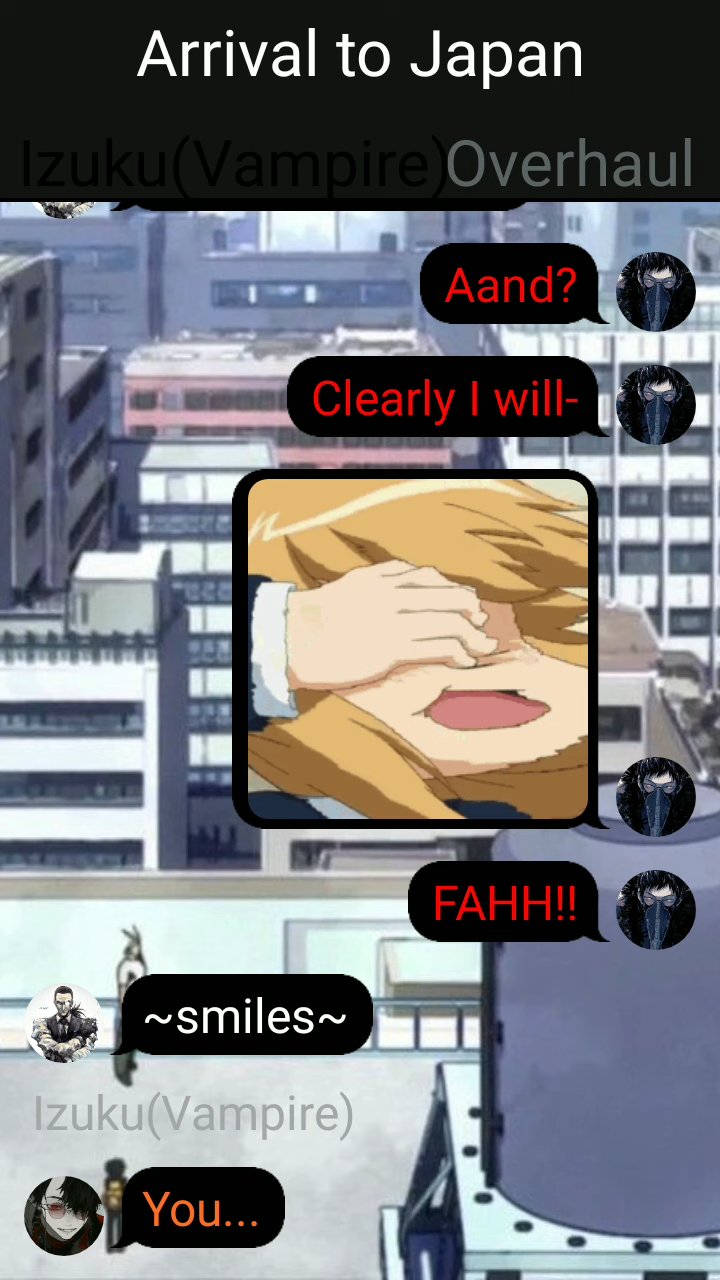 Arrival to Japan
Izuku(Vampire) Overhaul
Aand?
Clearly I will-
FAHH!!
~smiles~
Izuku(Vampire)
You...